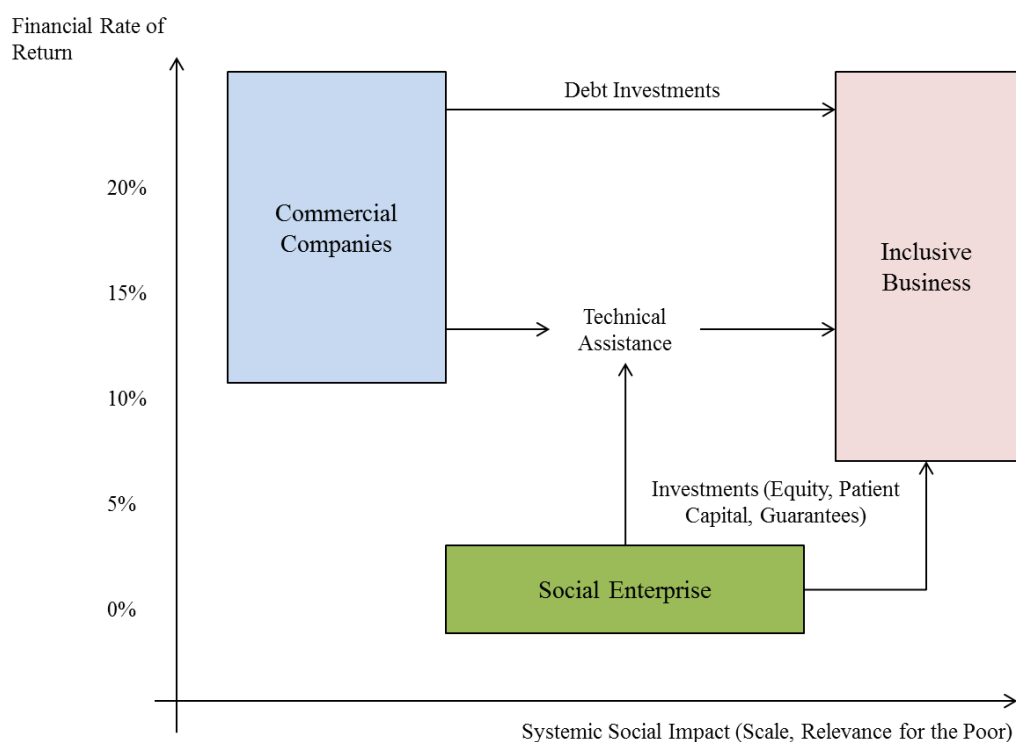 Financial Rate of
Return
Debt Investments
20%
Commercial
Companies
Inclusive
Business
15%
Technical
Assistance
10%
5%
Investments (Equity, Patient
Capital, Guarantees)
Social Enterprise
0%
Systemic Social Impact (Scale, Relevance for the Poor)